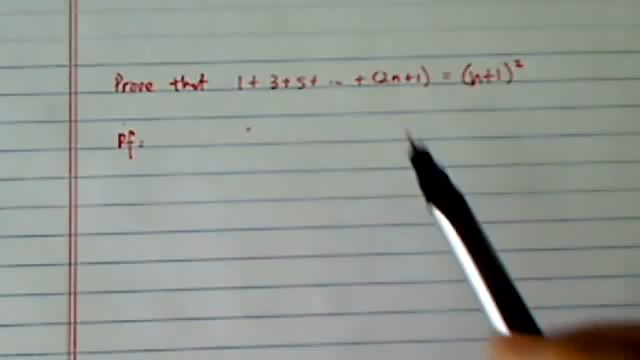 Prove that 1 + 3 + 5 + ... + (2n+1) = (n+1)²
Pf: